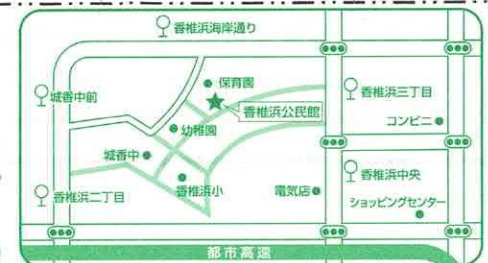 香椎浜海岸通り
城香中前
保育園
香椎浜三丁目
香椎浜公民館
コンビニ
幼稚園
城香中
香椎浜二丁目
香椎浜小
電気店
香椎浜中央
ショッピングセンター
都市高速